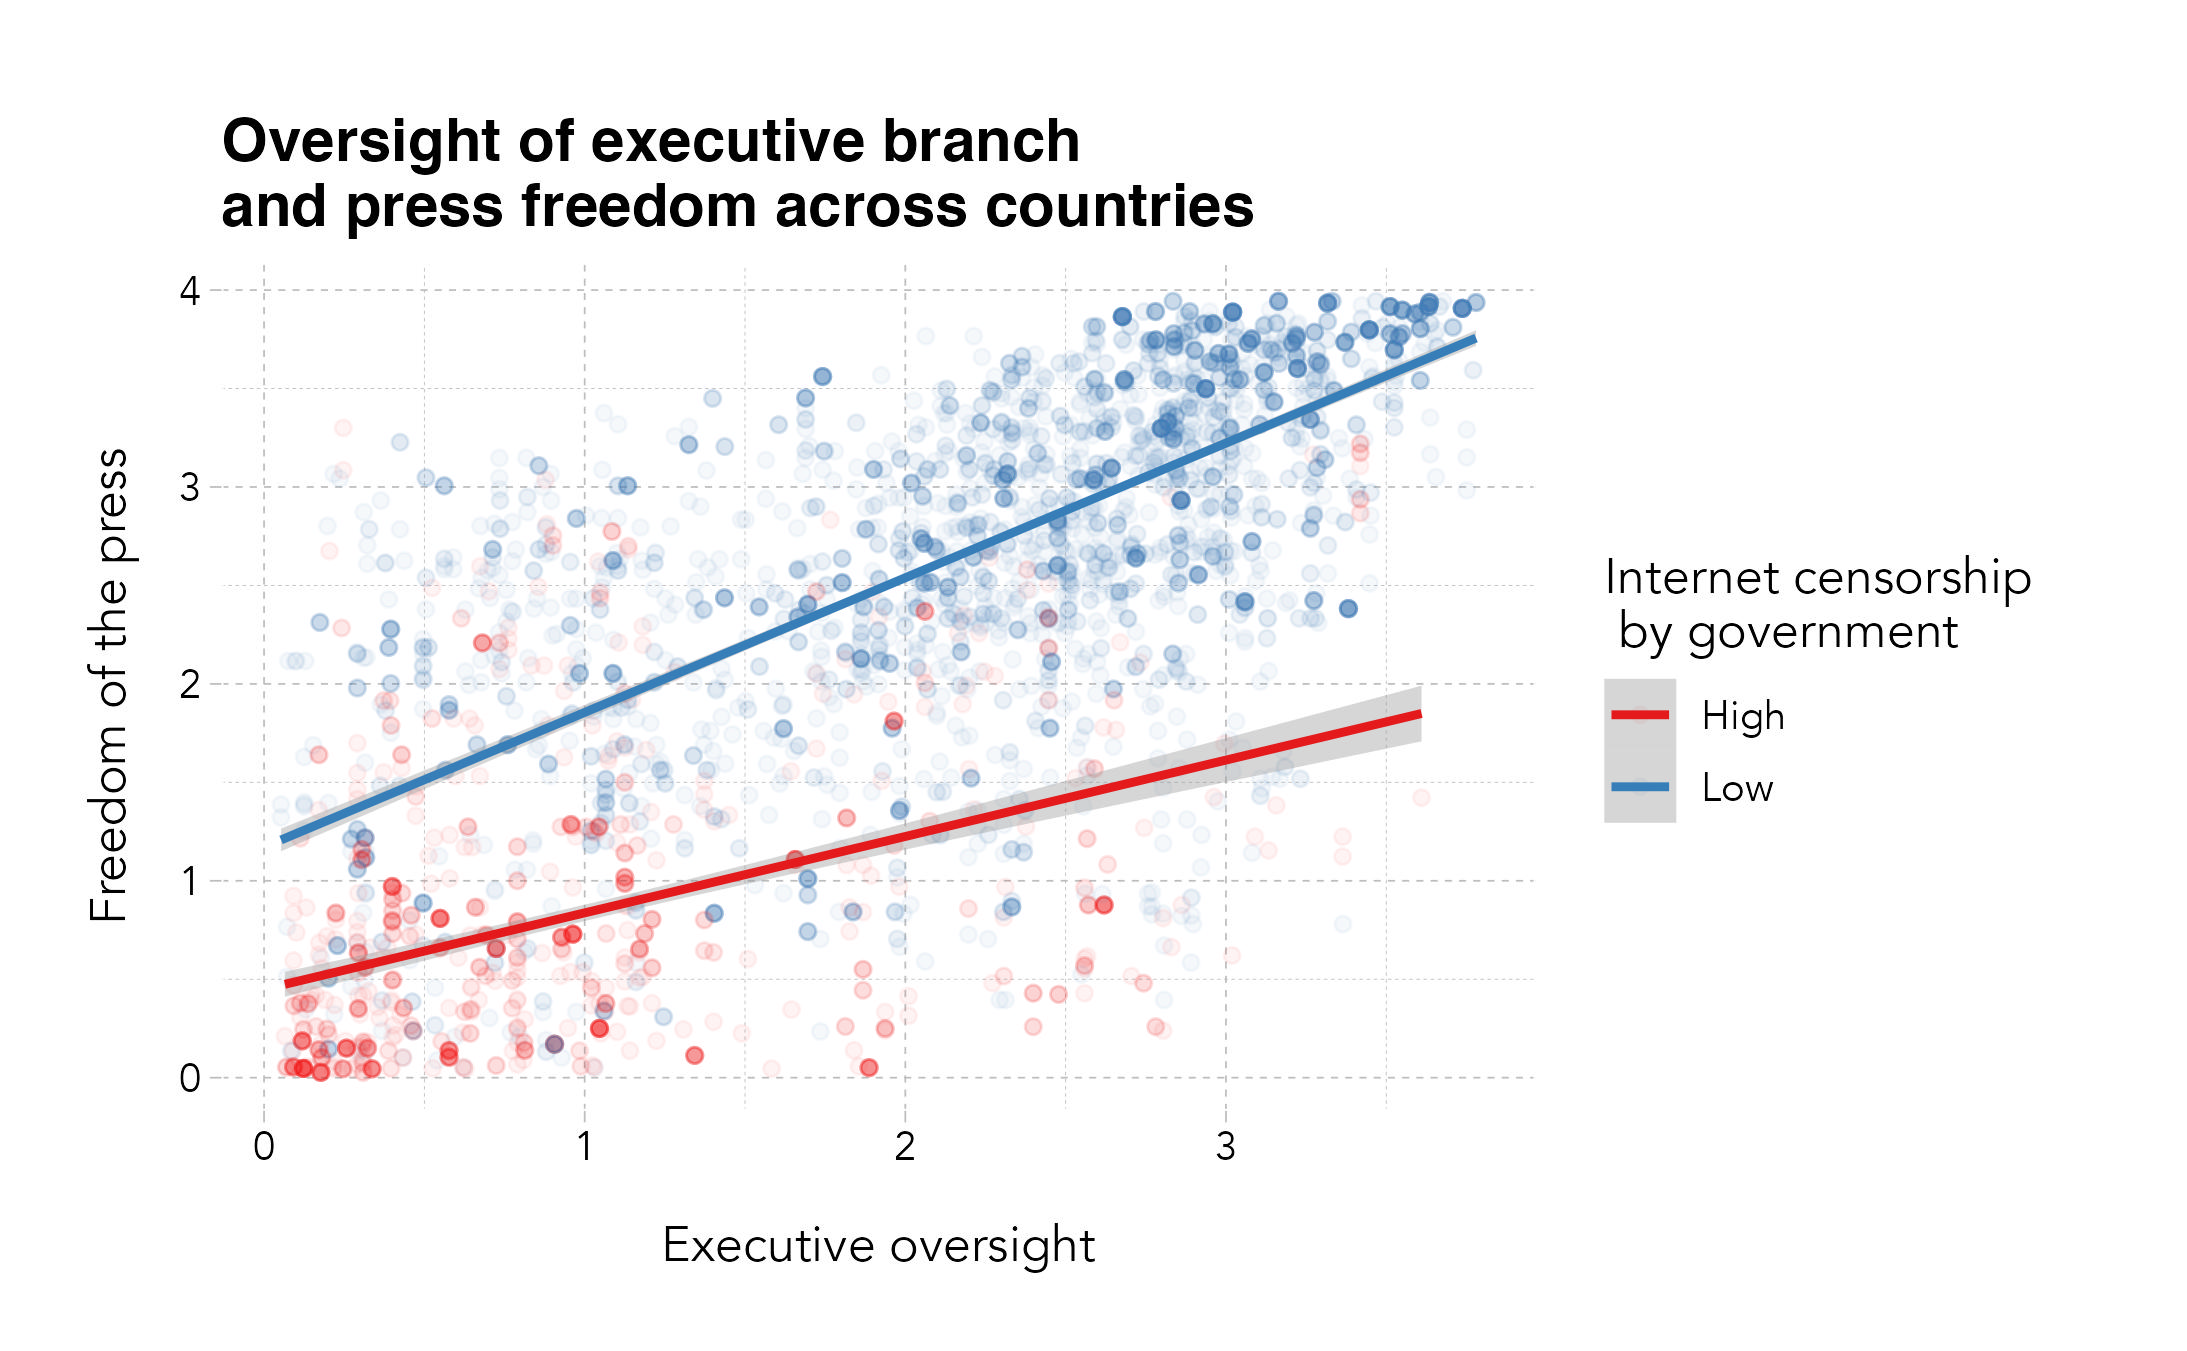 Oversight of executive branch
and press freedom across countries
4
3
2
1
0
Freedom of the press
0 1 2 3
Executive oversight
Internet censorship
by government
High
Low